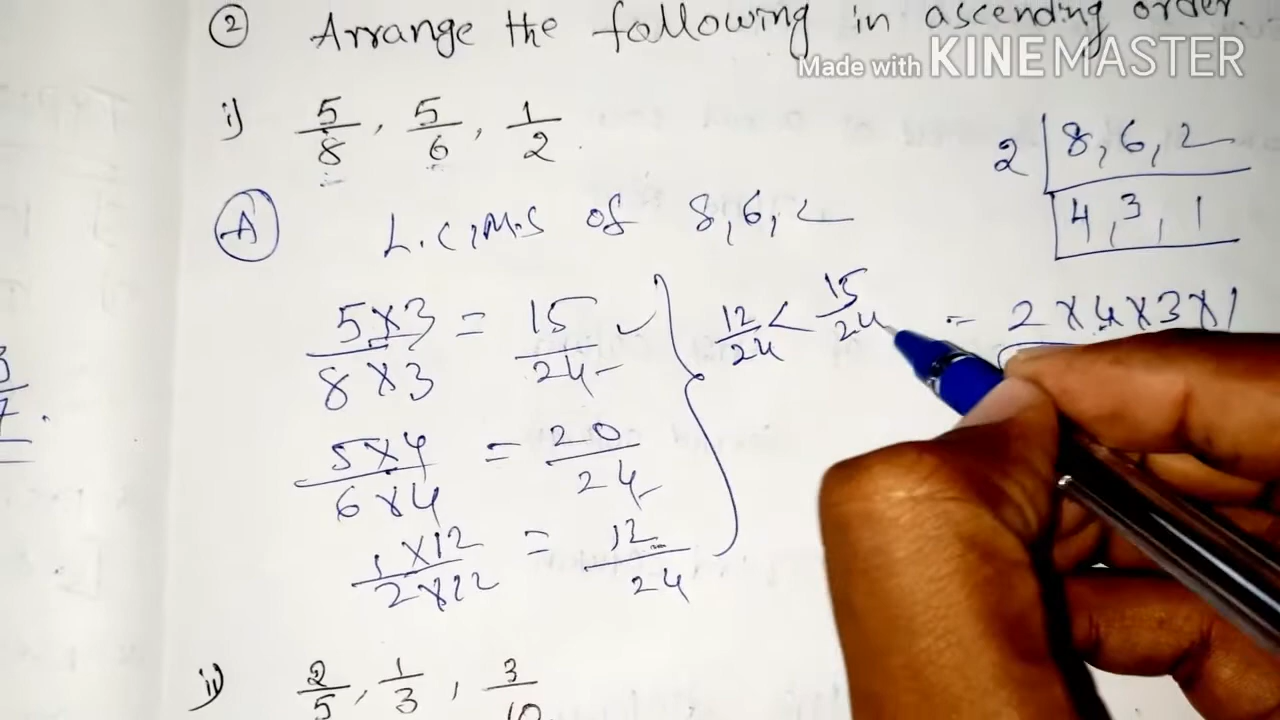 ② Arrange the following in ascending order.
Made with KINEMASTER
i) 5/8, 5/6, 1/2.
2 | 8, 6, 2
4, 3, 1
Ⓐ L.C.M.S of 8, 6, 2
= 2 × 4 × 3 × 1
5×3/8×3 = 15/24
12/24 < 15/24
5×4/6×4 = 20/24
1×12/2×12 = 12/24
ii) 2/5, 1/3, 3/10.